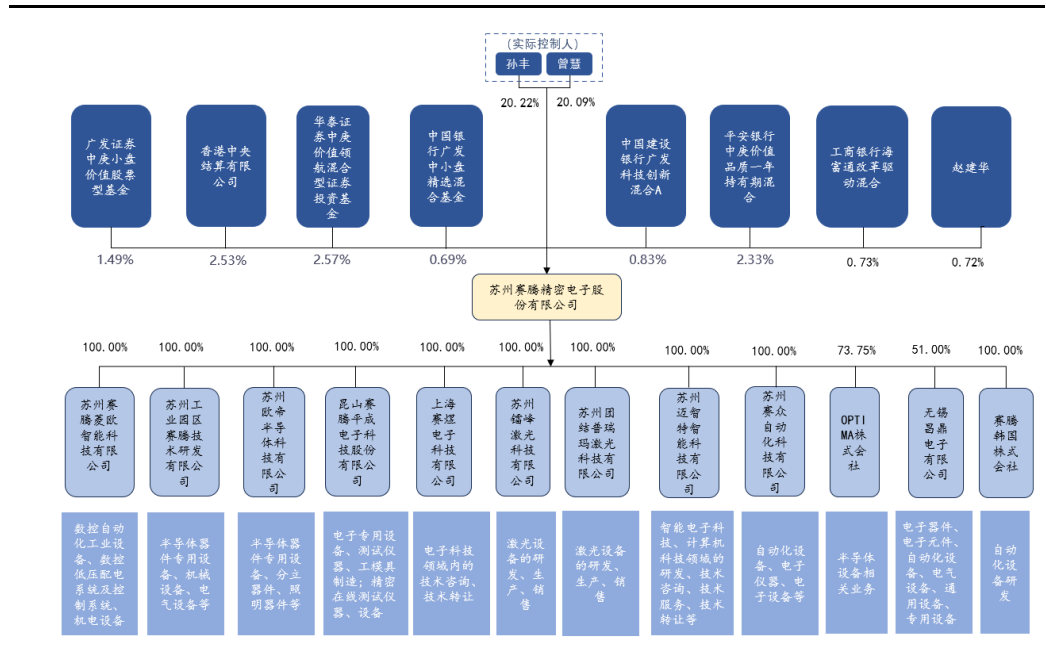 (实际控制人)
孙丰
曾慧
20.22%
20.09%
广发证券
中庚小盘
价值股票
型基金
香港中央
结算有限
公司
华泰证
券中庚
价值领
航混合
型证券
投资基
金
中国银
行广发
中小盘
精选混
合基金
中国建设
银行广发
科技创新
混合A
平安银行
中庚价值
品质一年
持有期混
合
工商银行海
富通改革驱
动混合
赵建华
1.49%
2.53%
2.57%
0.69%
0.83%
2.33%
0.73%
0.72%
苏州赛腾精密电子股
份有限公司
100.00%
100.00%
100.00%
100.00%
100.00%
100.00%
100.00%
100.00%
100.00%
73.75%
51.00%
100.00%
苏州赛
腾菱欧
智能科
技有限
公司
苏州工
业园区
赛腾技
术研发
有限公
司
苏州
欧帝
半导
体科
技有
限公
司
昆山赛
腾平成
电子科
技股份
有限公
司
上海
赛煜
电子
科技
有限
公司
苏州
镭峰
激光
科技
有限
公司
苏州团
结普瑞
玛激光
科技有
限公司
苏州
迈智
特智
能科
技有
限公
司
苏州
赛众
自动
化科
技有
限公
司
OPTI
MA株
式会
社
无锡
昌鼎
电子
有限
公司
赛腾
韩国
株式
会社
数控自动
化工业设
备、数控
低压配电
系统及控
制系统、
机电设备
半导体器
件专用设
备、机械
设备、电
气设备等
半导体器
件专用设
备、分立
器件、照
明器件等
电子专用设
备、测试仪
器、工模具
制造；精密
在线测试仪
器、设备
电子科技
领域内的
技术咨询、
技术转让
激光设
备的研
发、生
产、销
售
激光设备
的研发、
生产、销
售
智能电子科
技、计算机
科技领域的
研发、技术
咨询、技术
服务、技术
转让等
自动化设
备、电子
仪器、电
子设备等
半导体
设备相
关业务
电子器件、
电子元件、
自动化设
备、电气设
备、通
用设备、
专用设备
自动
化设
备研
发